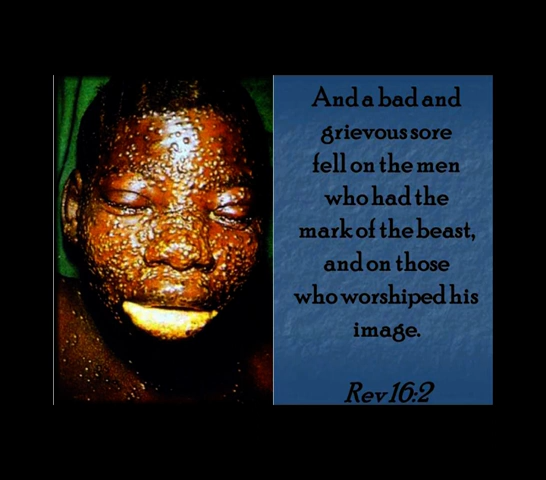 And a bad and
grievous sore
fell on the men
who had the
mark of the beast,
and on those
who worshiped his
image.
Rev 16:2